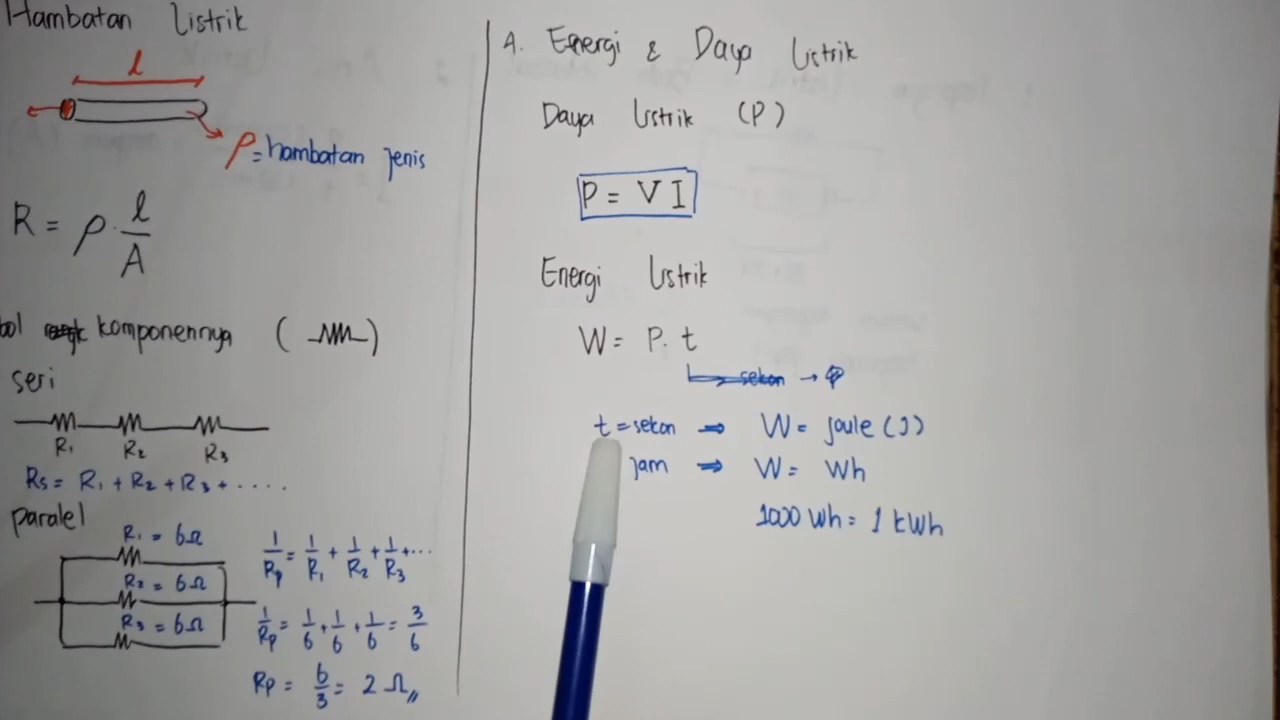 Hambatan Listrik
l
ρ = hambatan jenis
R = ρ . l/A
komponennya ( )
seri
R₁ R₂ R₃
Rs = R₁ + R₂ + R₃ + ....
paralel
R₁ = 6Ω
R₂ = 6Ω
R₃ = 6Ω
1/Rp = 1/R₁ + 1/R₂ + 1/R₃ + ...
1/Rp = 1/6 + 1/6 + 1/6 = 3/6
Rp = 6/3 = 2 Ω //
A. Energi & Daya Listrik
Daya Listrik (P)
P = V I
Energi Listrik
W = P. t
sekon →
t = sekon ⇒ W = joule (J)
jam ⇒ W = Wh
1000 Wh = 1 kWh